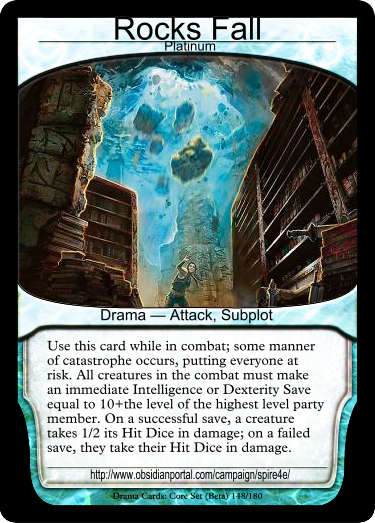 Rocks Fall
Platinum
Drama — Attack, Subplot
Use this card while in combat; some manner
of catastrophe occurs, putting everyone at
risk. All creatures in the combat must make
an immediate Intelligence or Dexterity Save
equal to 10+the level of the highest level party
member. On a successful save, a creature
takes 1/2 its Hit Dice in damage; on a failed
save, they take their Hit Dice in damage.
http://www.obsidianportal.com/campaign/spire4e/
Drama Cards: Core Set (Beta) 148/180